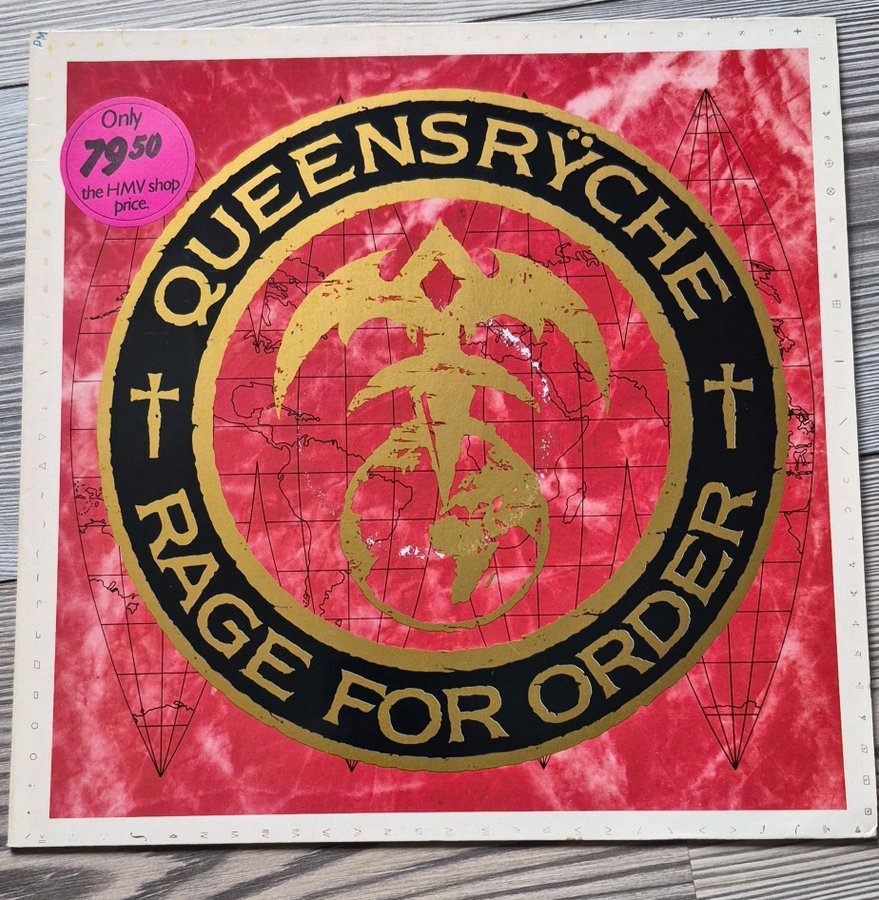 Only
79.50
the HMV shop
price.
QUEENSRŸCHE
RAGE FOR ORDER